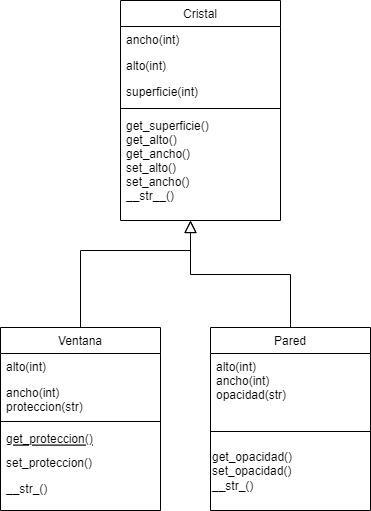 Cristal
ancho(int)
alto(int)
superficie(int)
get_superficie()
get_alto()
get_ancho()
set_alto()
set_ancho()
__str__()
Ventana
alto(int)
ancho(int)
proteccion(str)
get_proteccion()
set_proteccion()
__str_()
Pared
alto(int)
ancho(int)
opacidad(str)
get_opacidad()
set_opacidad()
__str_()